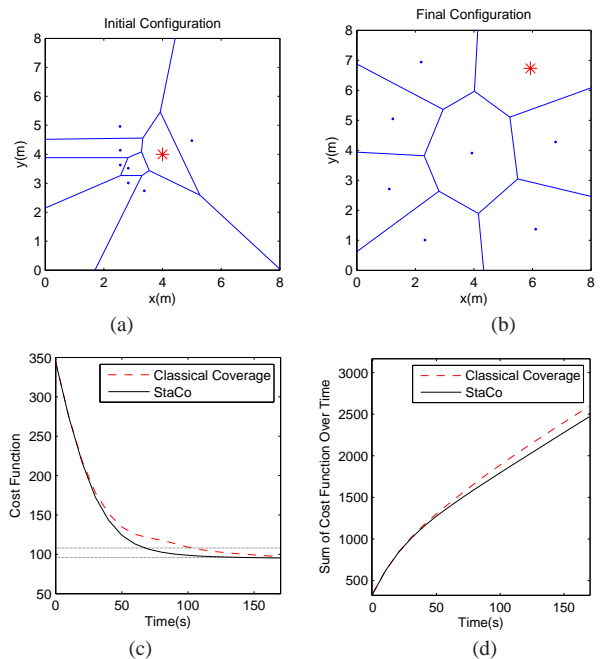 Initial Configuration
8
7
6
5
4
3
2
1
0
y(m)
0 2 4 6 8
x(m)
(a)
Final Configuration
8
7
6
5
4
3
2
1
0
y(m)
0 2 4 6 8
x(m)
(b)
350
300
250
200
150
100
50
Cost Function
Classical Coverage
StaCo
0 50 100 150
Time(s)
(c)
3000
2500
2000
1500
1000
500
Sum of Cost Function Over Time
Classical Coverage
StaCo
0 50 100 150
Time(s)
(d)